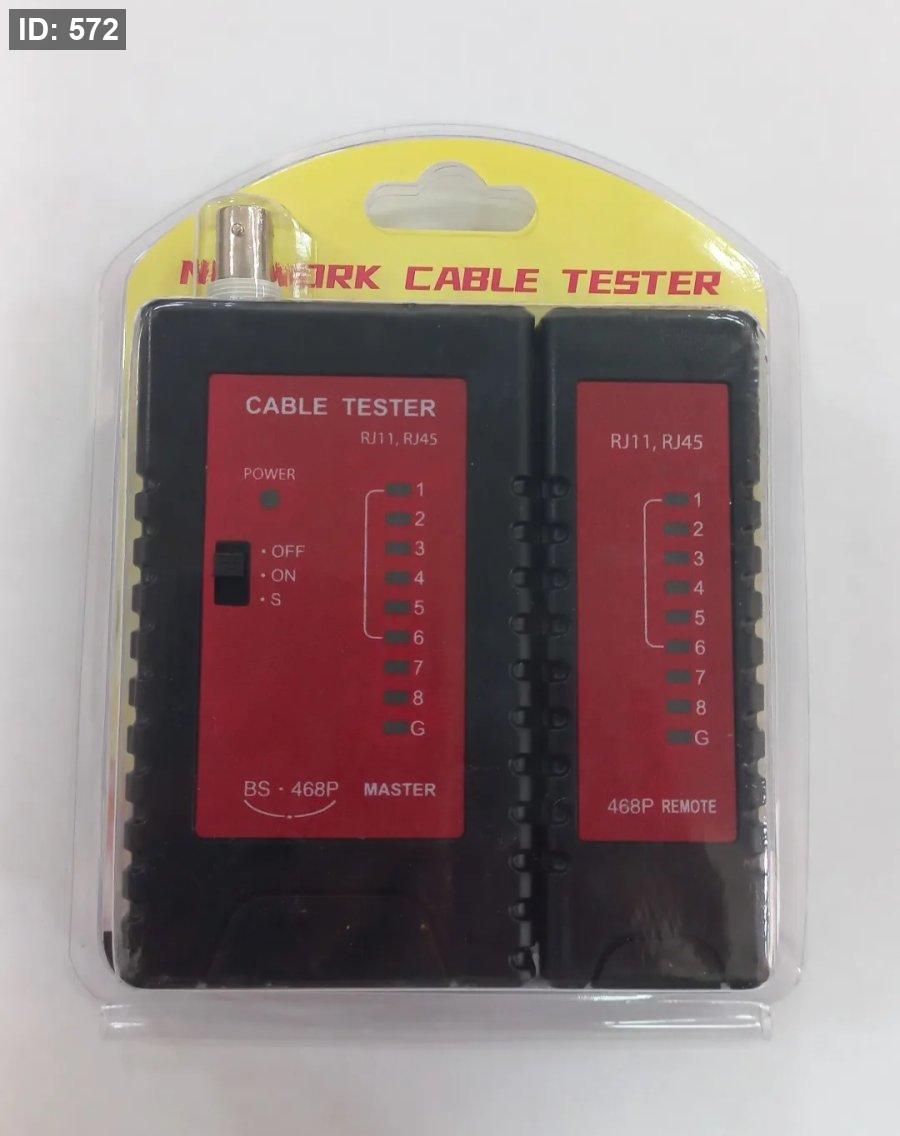 ID: 572
NETWORK CABLE TESTER
CABLE TESTER
RJ11, RJ45
POWER
• OFF
• ON
• S
1
2
3
4
5
6
7
8
G
BS · 468P MASTER
RJ11, RJ45
1
2
3
4
5
6
7
8
G
468P REMOTE